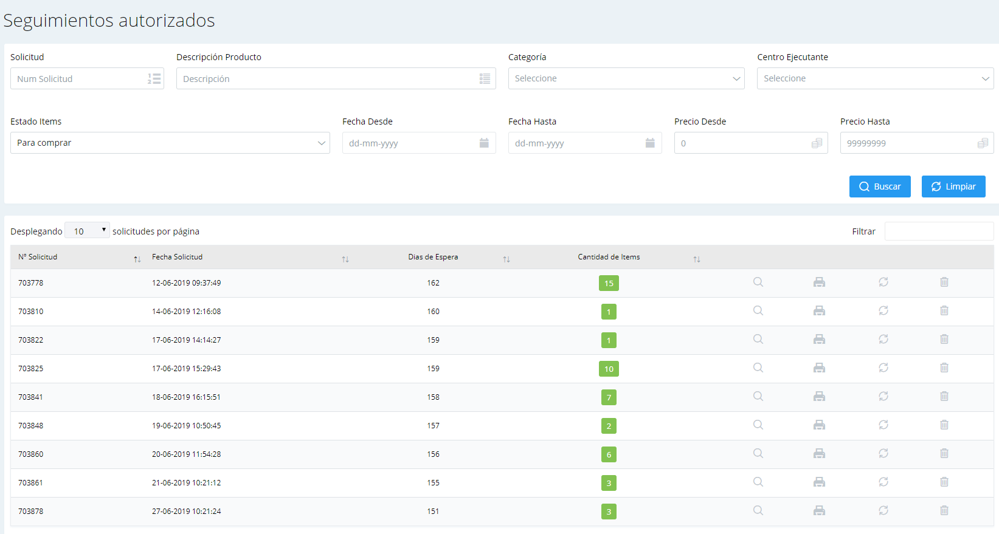 Seguimientos autorizados
Solicitud Descripción Producto Categoría Centro Ejecutante
Num Solicitud Descripción Seleccione Seleccione
Estado Items Fecha Desde Fecha Hasta Precio Desde Precio Hasta
Para comprar dd-mm-yyyy dd-mm-yyyy 0 99999999
Buscar Limpiar
Desplegando 10 solicitudes por página Filtrar
Nº Solicitud Fecha Solicitud Dias de Espera Cantidad de Items
703778 12-06-2019 09:37:49 162 15
703810 14-06-2019 12:16:08 160 1
703822 17-06-2019 14:14:27 159 1
703825 17-06-2019 15:29:43 159 10
703841 18-06-2019 16:15:51 158 7
703848 19-06-2019 10:50:45 157 2
703860 20-06-2019 11:54:28 156 6
703861 21-06-2019 10:21:12 155 3
703878 27-06-2019 10:21:24 151 3